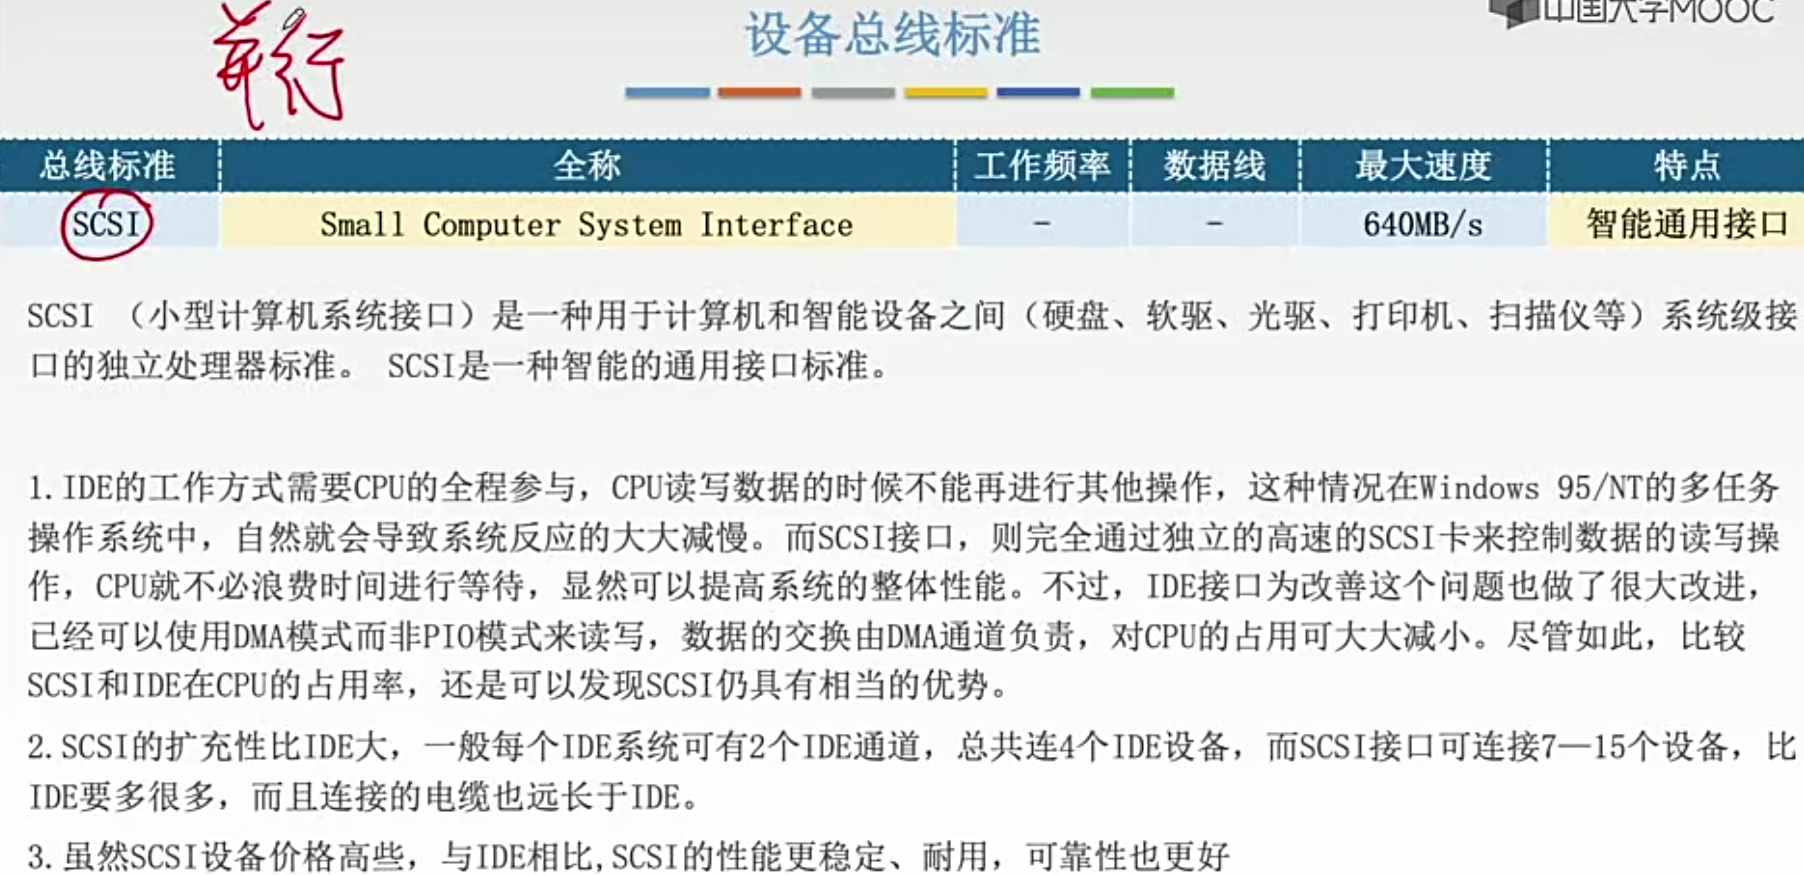 并行
设备总线标准
中国大学MOOC
总线标准 全称 工作频率 数据线 最大速度 特点
SCSI Small Computer System Interface - - 640MB/s 智能通用接口
SCSI （小型计算机系统接口）是一种用于计算机和智能设备之间（硬盘、软驱、光驱、打印机、扫描仪等）系统级接
口的独立处理器标准。 SCSI是一种智能的通用接口标准。
1.IDE的工作方式需要CPU的全程参与，CPU读写数据的时候不能再进行其他操作，这种情况在Windows 95/NT的多任务
操作系统中，自然就会导致系统反应的大大减慢。而SCSI接口，则完全通过独立的高速的SCSI卡来控制数据的读写操
作，CPU就不必浪费时间进行等待，显然可以提高系统的整体性能。不过，IDE接口为改善这个问题也做了很大改进，
已经可以使用DMA模式而非PIO模式来读写，数据的交换由DMA通道负责，对CPU的占用可大大减小。尽管如此，比较
SCSI和IDE在CPU的占用率，还是可以发现SCSI仍具有相当的优势。
2.SCSI的扩充性比IDE大，一般每个IDE系统可有2个IDE通道，总共连4个IDE设备，而SCSI接口可连接7—15个设备，比
IDE要多很多，而且连接的电缆也远长于IDE。
3.虽然SCSI设备价格高些，与IDE相比,SCSI的性能更稳定、耐用，可靠性也更好